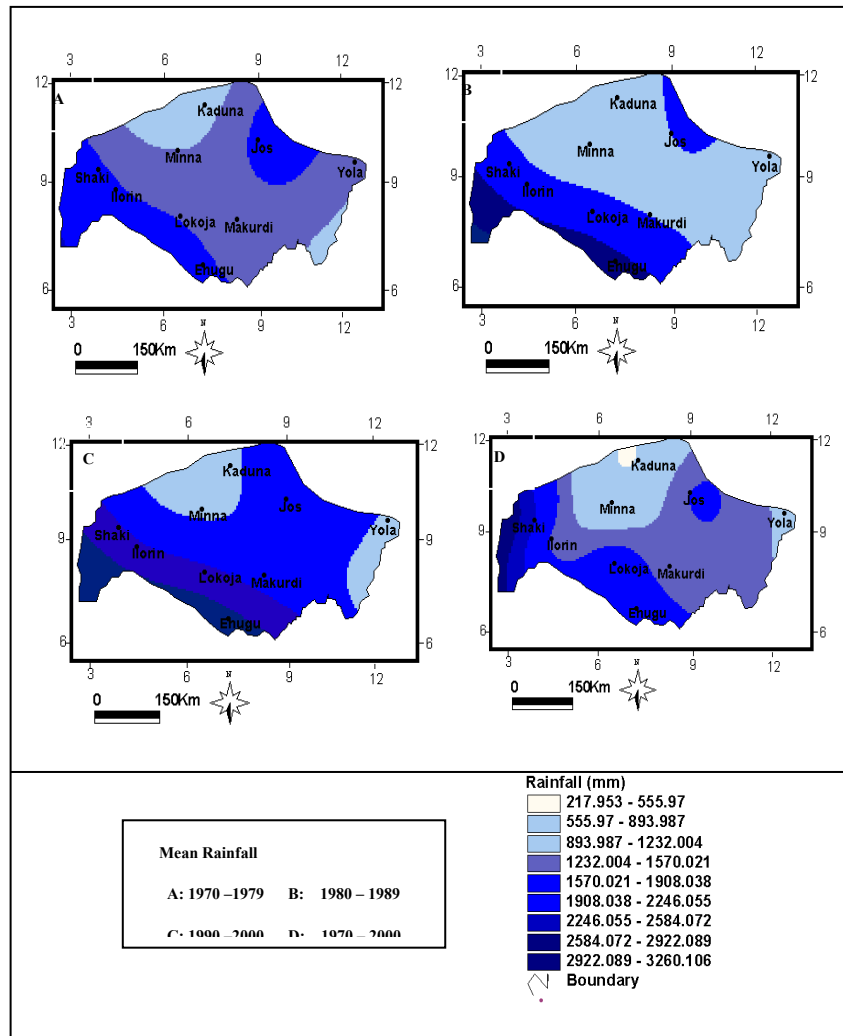 3 6 9 12
12 12
A
Kaduna
Minna
Jos
Yola
9 9
Shaki
Ilorin
Lokoja
Makurdi
Enugu
6 6
3 6 9 12
N
0 150Km
3 6 9 12
12 12
B
Kaduna
Minna
Jos
Yola
9 9
Shaki
Ilorin
Lokoja
Makurdi
Enugu
6 6
3 6 9 12
N
0 150Km
3 6 9 12
12 12
C
Kaduna
Minna
Jos
Yola
9 9
Shaki
Ilorin
Lokoja
Makurdi
Enugu
6 6
3 6 9 12
N
0 150Km
3 6 9 12
12 12
D
Kaduna
Minna
Jos
Yola
9 9
Shaki
Ilorin
Lokoja
Makurdi
Enugu
6 6
3 6 9 12
N
0 150Km
Mean Rainfall
A: 1970 –1979 B: 1980 – 1989
C: 1990 –2000 D: 1970 – 2000
Rainfall (mm)
217.953 - 555.97
555.97 - 893.987
893.987 - 1232.004
1232.004 - 1570.021
1570.021 - 1908.038
1908.038 - 2246.055
2246.055 - 2584.072
2584.072 - 2922.089
2922.089 - 3260.106
Boundary